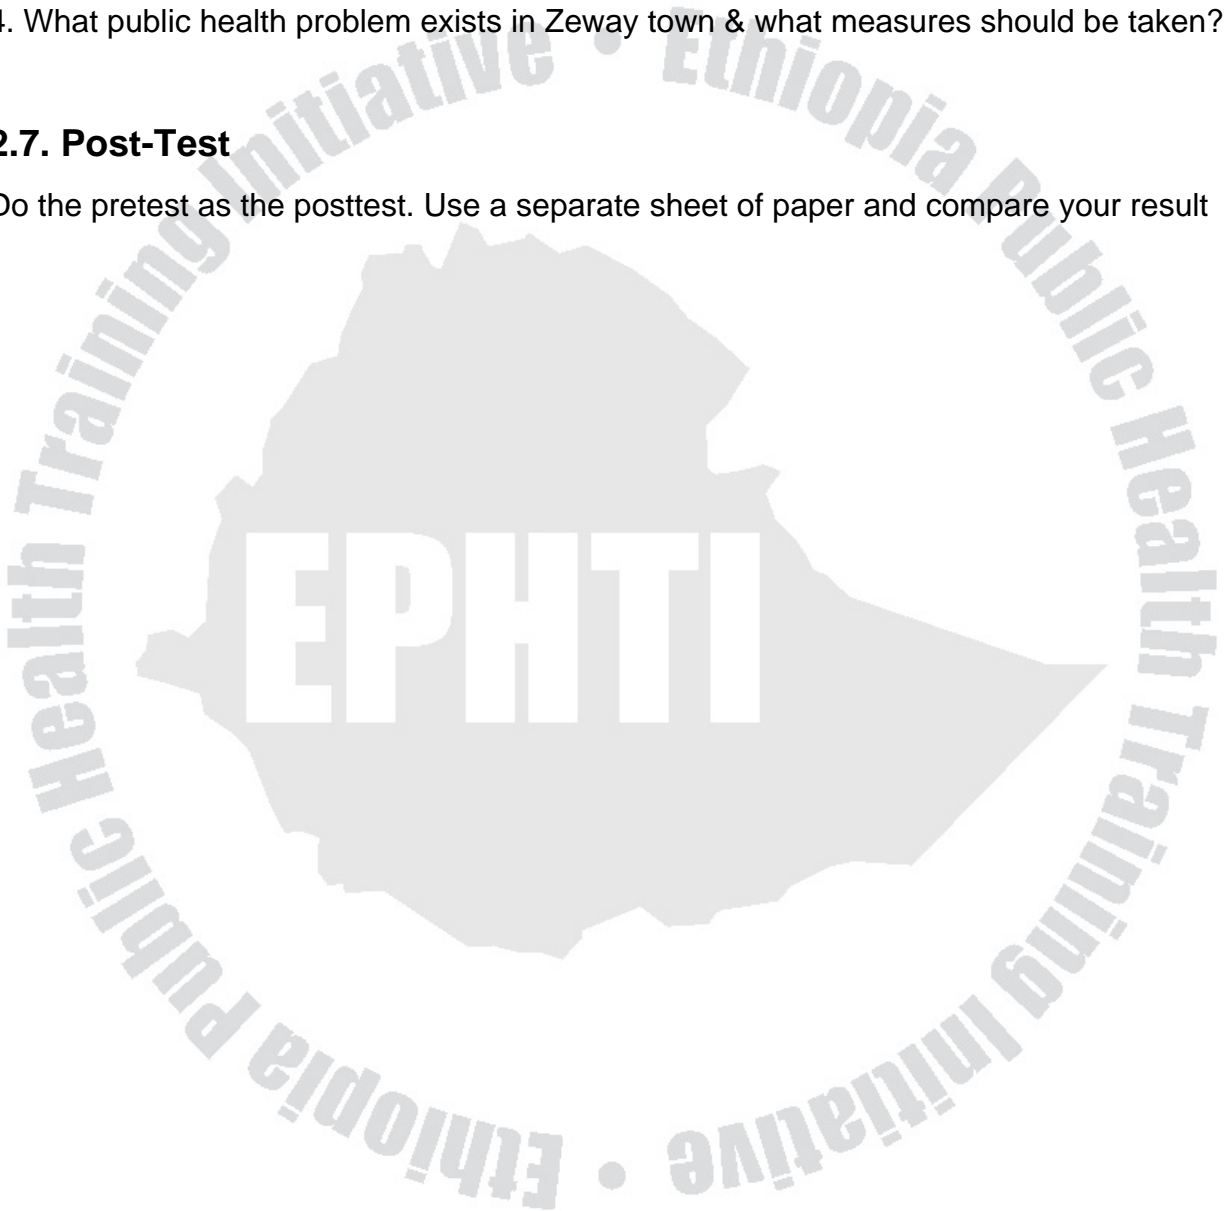 4. What public health problem exists in Zeway town & what measures should be taken?
2.7. Post-Test
Do the pretest as the posttest. Use a separate sheet of paper and compare your result
Ethiopia Public Health Training Initiative • Ethiopia Public Health Training Initiative •
EPHTI